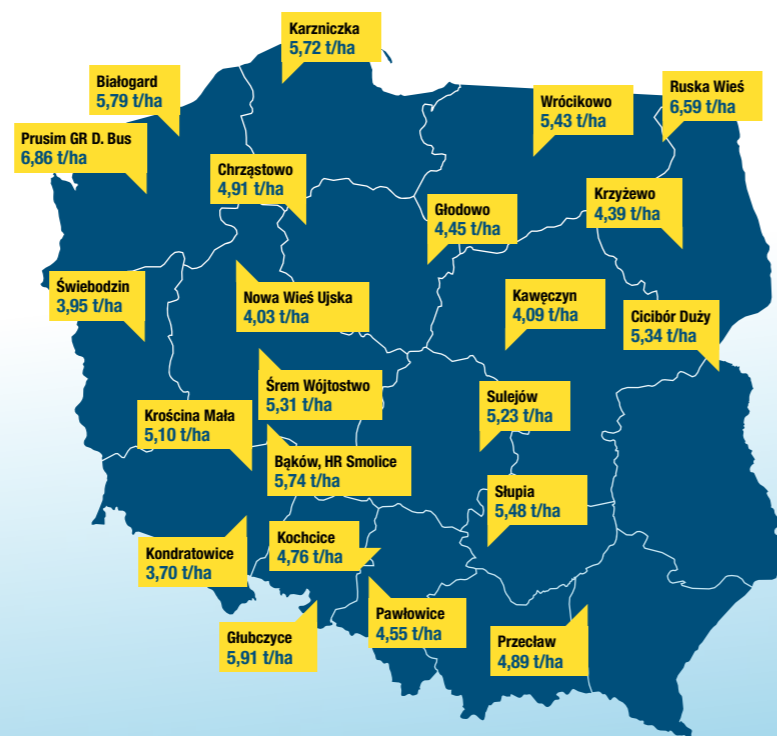 Karzniczka
5,72 t/ha
Białogard
5,79 t/ha
Ruska Wieś
6,59 t/ha
Wrócikowo
5,43 t/ha
Prusim GR D. Bus
6,86 t/ha
Chrząstowo
4,91 t/ha
Krzyżewo
4,39 t/ha
Głodowo
4,45 t/ha
Świebodzin
3,95 t/ha
Nowa Wieś Ujska
4,03 t/ha
Kawęczyn
4,09 t/ha
Cicibór Duży
5,34 t/ha
Śrem Wójtostwo
5,31 t/ha
Sulejów
5,23 t/ha
Krościna Mała
5,10 t/ha
Bąków, HR Smolice
5,74 t/ha
Słupia
5,48 t/ha
Kochcice
4,76 t/ha
Kondratowice
3,70 t/ha
Pawłowice
4,55 t/ha
Głubczyce
5,91 t/ha
Przecław
4,89 t/ha